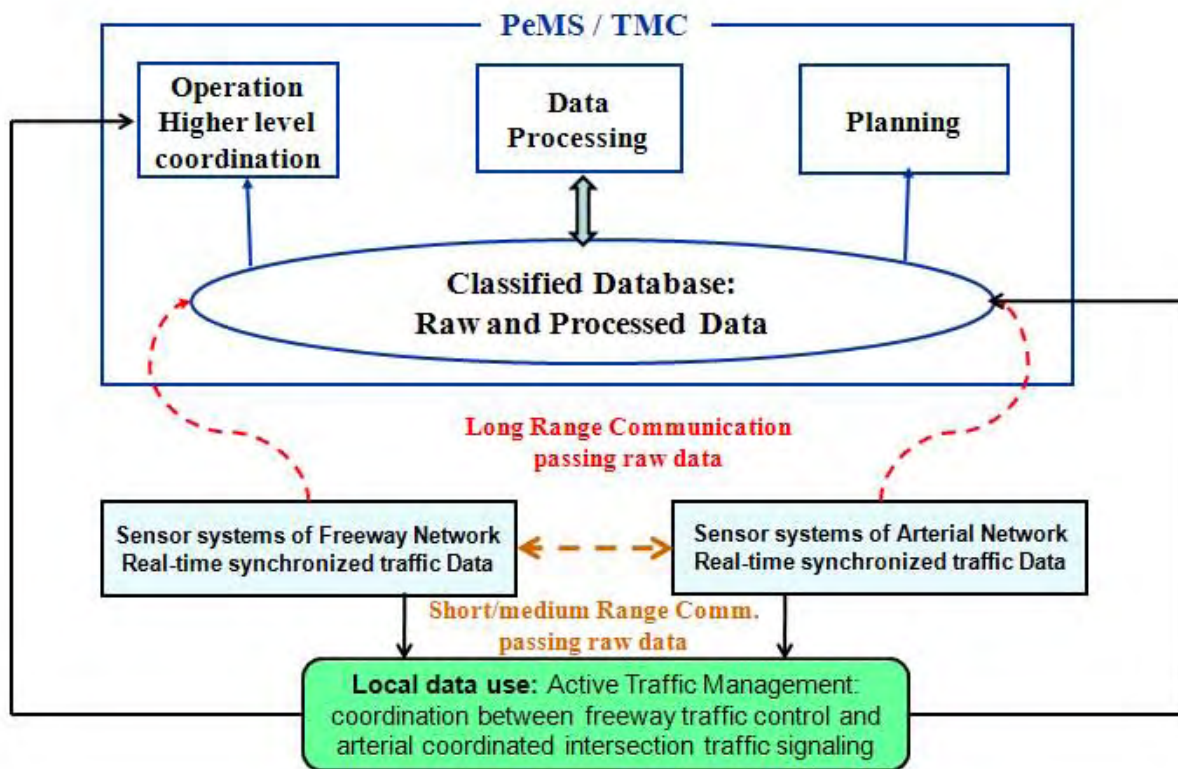 PeMS / TMC
Operation
Higher level
coordination
Data
Processing
Planning
Classified Database:
Raw and Processed Data
Long Range Communication
passing raw data
Sensor systems of Freeway Network
Real-time synchronized traffic Data
Sensor systems of Arterial Network
Real-time synchronized traffic Data
Short/medium Range Comm.
passing raw data
Local data use: Active Traffic Management:
coordination between freeway traffic control and
arterial coordinated intersection traffic signaling